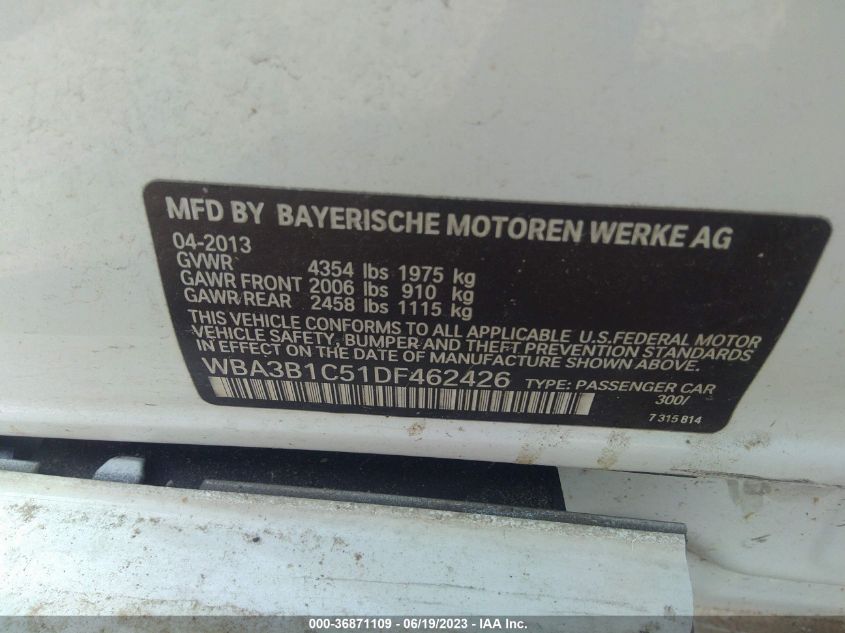 MFD BY BAYERISCHE MOTOREN WERKE AG
04-2013
GVWR 4354 lbs 1975 kg
GAWR FRONT 2006 lbs 910 kg
GAWR/REAR 2458 lbs 1115 kg
THIS VEHICLE CONFORMS TO ALL APPLICABLE U.S.FEDERAL MOTOR
VEHICLE SAFETY, BUMPER AND THEFT PREVENTION STANDARDS
IN EFFECT ON THE DATE OF MANUFACTURE SHOWN ABOVE.
WBA3B1C51DF462426 TYPE: PASSENGER CAR
300/
7 315 814
000-36871109 - 06/19/2023 - IAA Inc.